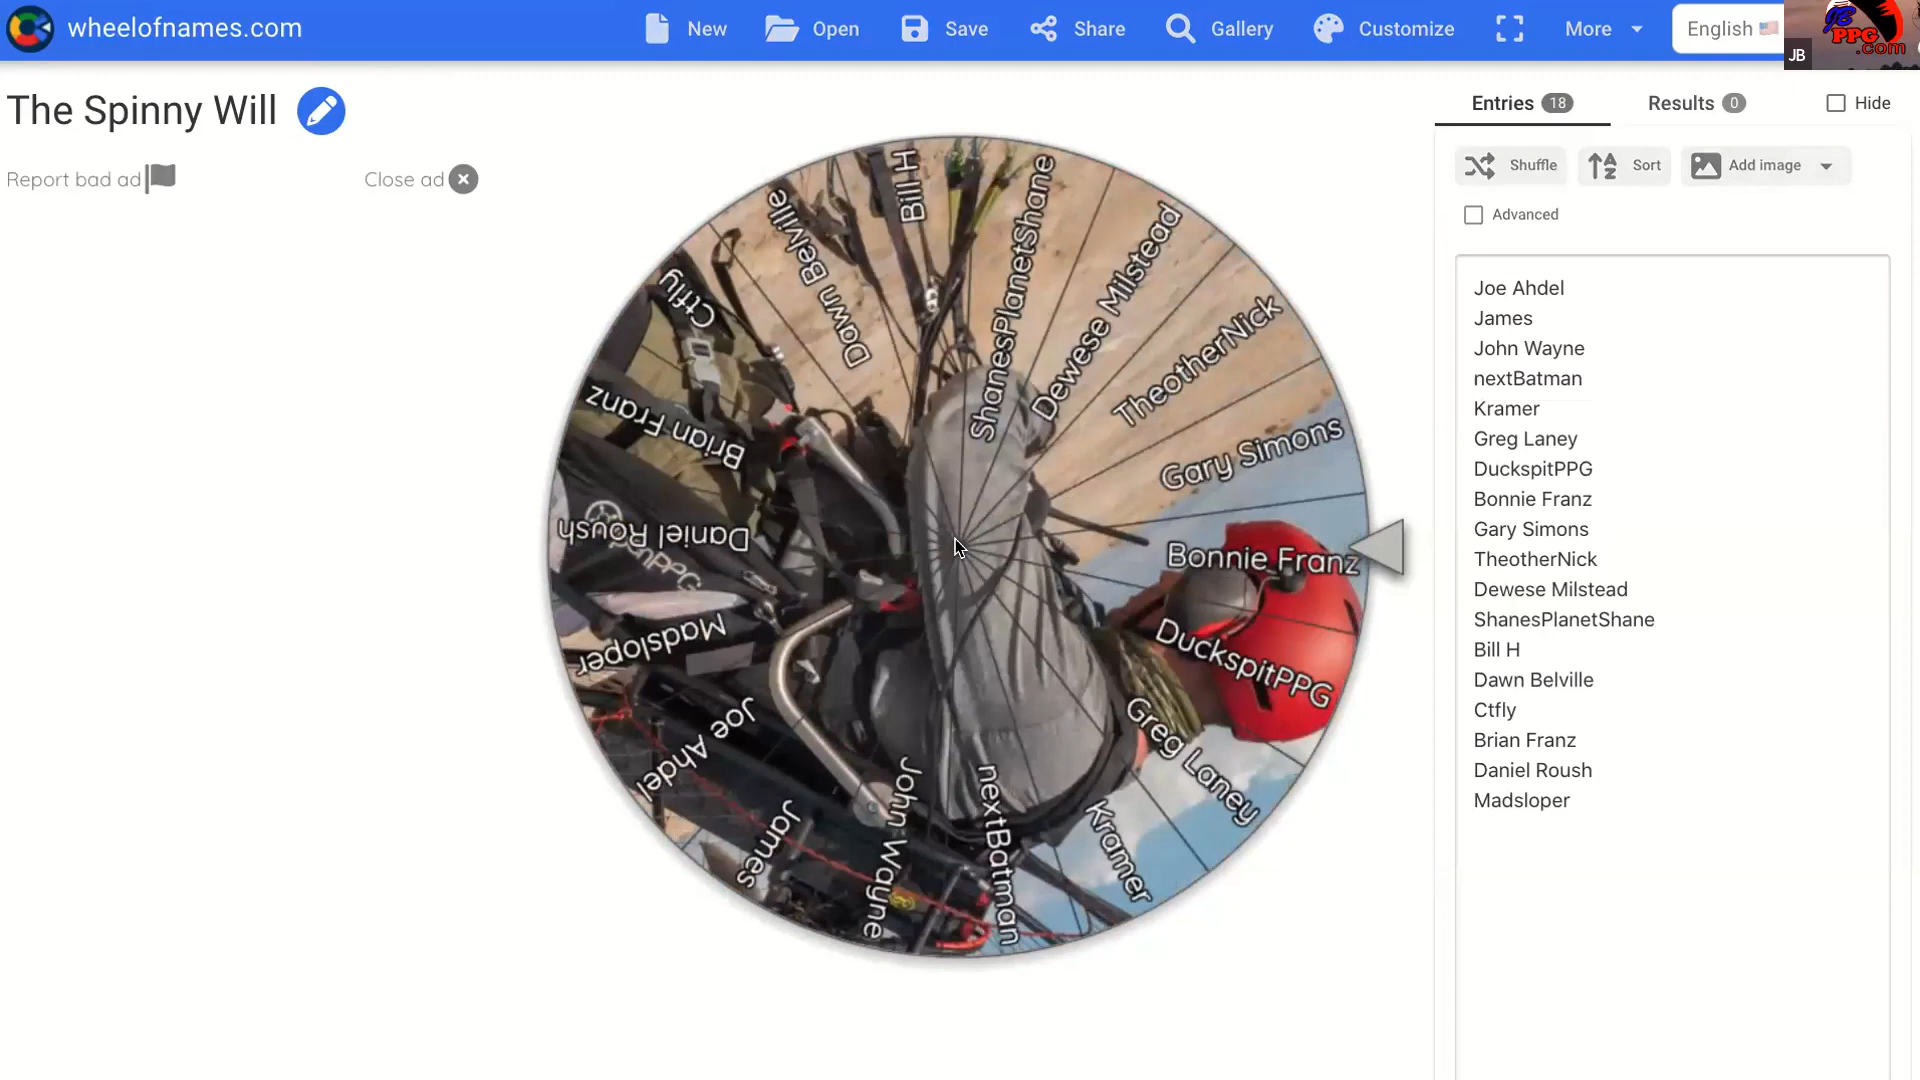 wheelofnames.com
New
Open
Save
Share
Gallery
Customize
More
English
JB
PPG
.com
JB
The Spinny Will
Report bad ad
Close ad
Entries 18
Results 0
Hide
Shuffle
Sort
Add image
Advanced
Joe Ahdel
James
John Wayne
nextBatman
Kramer
Greg Laney
DuckspitPPG
Bonnie Franz
Gary Simons
TheotherNick
Dewese Milstead
ShanesPlanetShane
Bill H
Dawn Belville
Ctfly
Brian Franz
Daniel Roush
Madsloper
Bill H
ShanesPlanetShane
Dewese Milstead
TheotherNick
Gary Simons
Bonnie Franz
DuckspitPPG
Greg Laney
Kramer
nextBatman
John Wayne
James
Joe Ahdel
Madsloper
Daniel Roush
Brian Franz
Ctfly
Dawn Belville